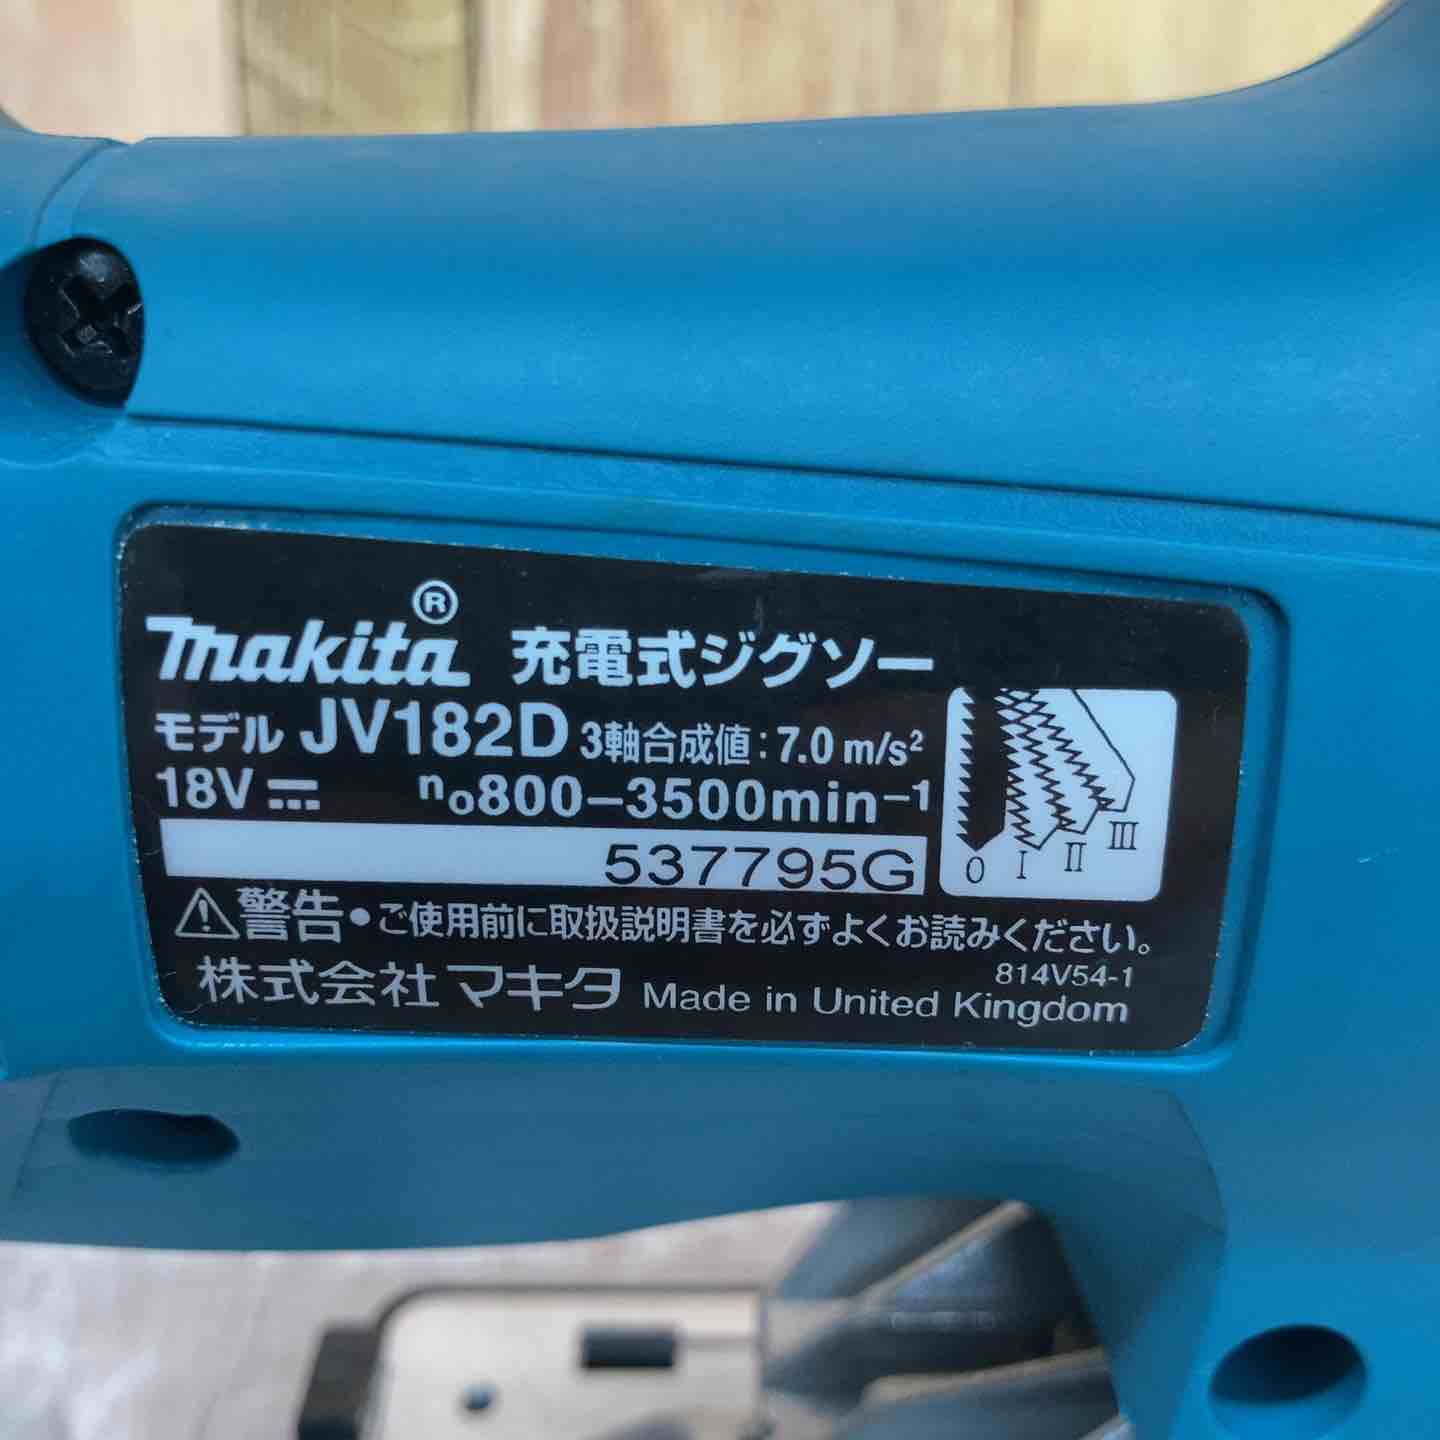 makita® 充電式ジグソー
モデル JV182D 3軸合成値:7.0 m/s²
18V ⎓ n₀800−3500min⁻¹
537795G
0 I II III
⚠警告•ご使用前に取扱説明書を必ずよくお読みください。
814V54-1
株式会社マキタ Made in United Kingdom